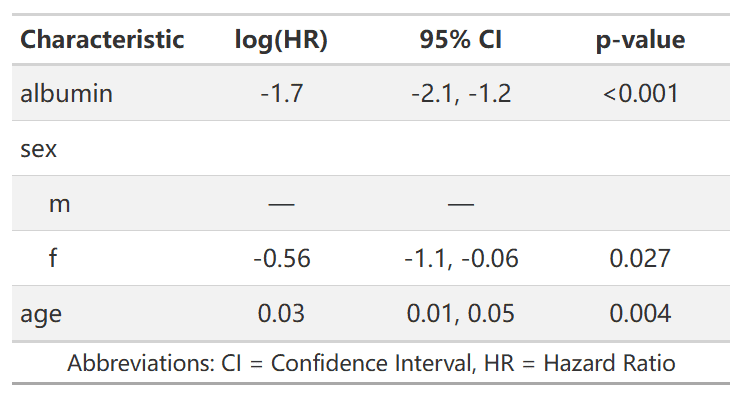 Characteristic log(HR) 95% CI p-value
albumin -1.7 -2.1, -1.2 <0.001
sex
m — —
f -0.56 -1.1, -0.06 0.027
age 0.03 0.01, 0.05 0.004
Abbreviations: CI = Confidence Interval, HR = Hazard Ratio